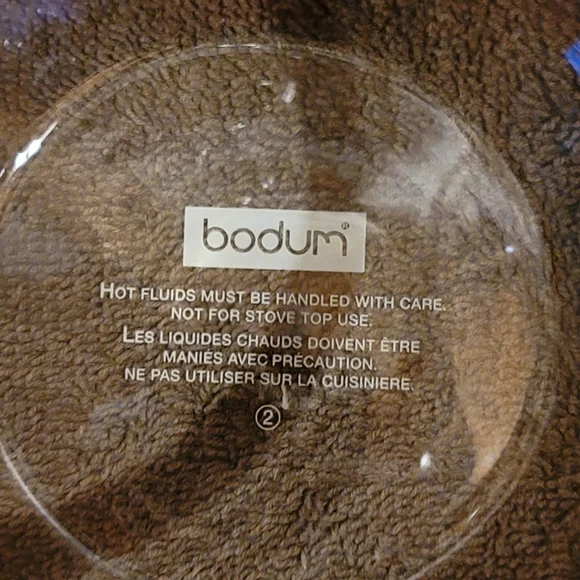 bodum®
HOT FLUIDS MUST BE HANDLED WITH CARE.
NOT FOR STOVE TOP USE.
LES LIQUIDES CHAUDS DOIVENT ÊTRE
MANIÉS AVEC PRÉCAUTION.
NE PAS UTILISER SUR LA CUISINIERE.
②